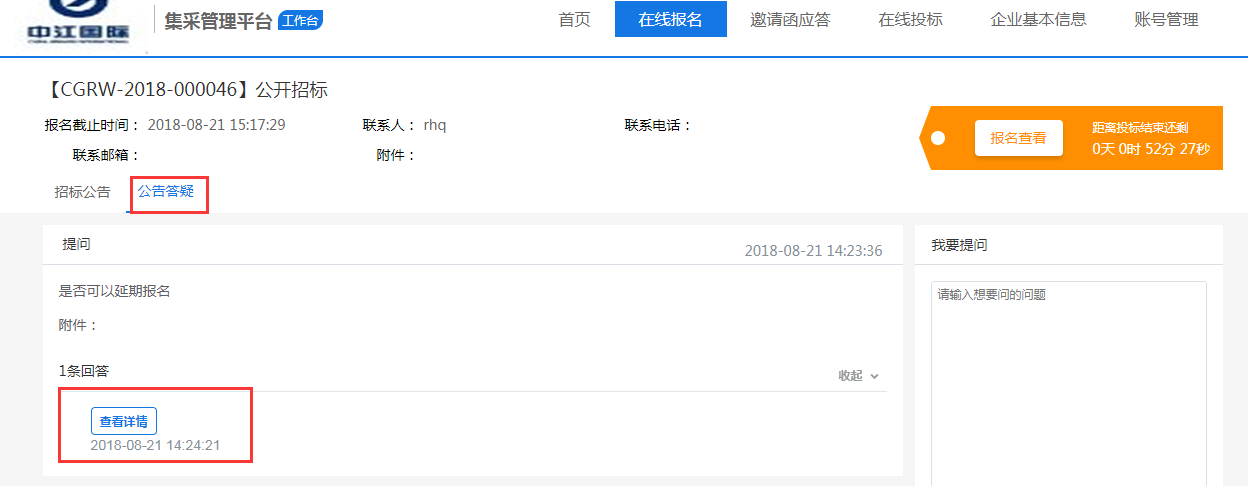 中江国际
集采管理平台 工作台
首页 在线报名 邀请函应答 在线投标 企业基本信息 账号管理
【CGRW-2018-000046】公开招标
报名截止时间： 2018-08-21 15:17:29 联系人： rhq 联系电话：
联系邮箱： 附件：
报名查看
距离投标结束还剩
0天 0时 52分 27秒
招标公告 公告答疑
提问 2018-08-21 14:23:36
是否可以延期报名
附件：
1条回答 收起
查看详情
2018-08-21 14:24:21
我要提问
请输入想要问的问题